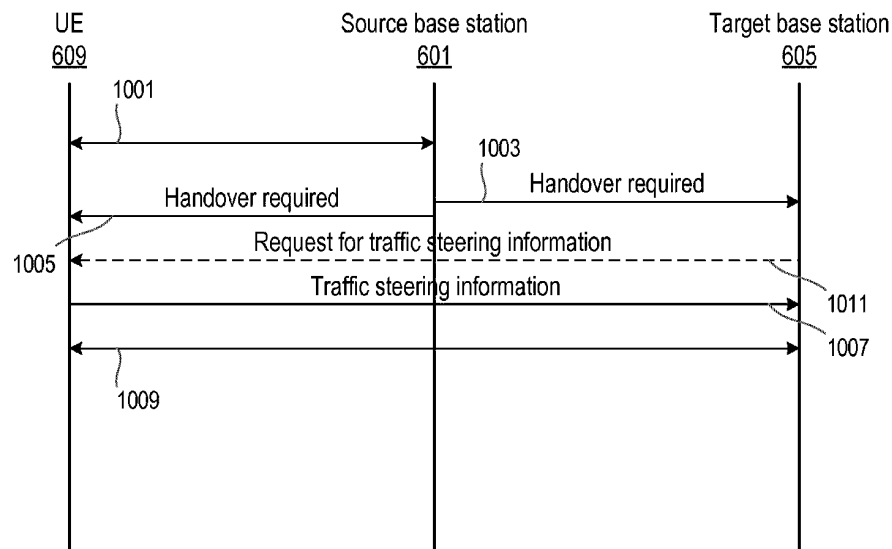 UE
609
Source base station
601
Target base station
605
1001
1003
Handover required
Handover required
1005
Request for traffic steering information
1011
Traffic steering information
1007
1009